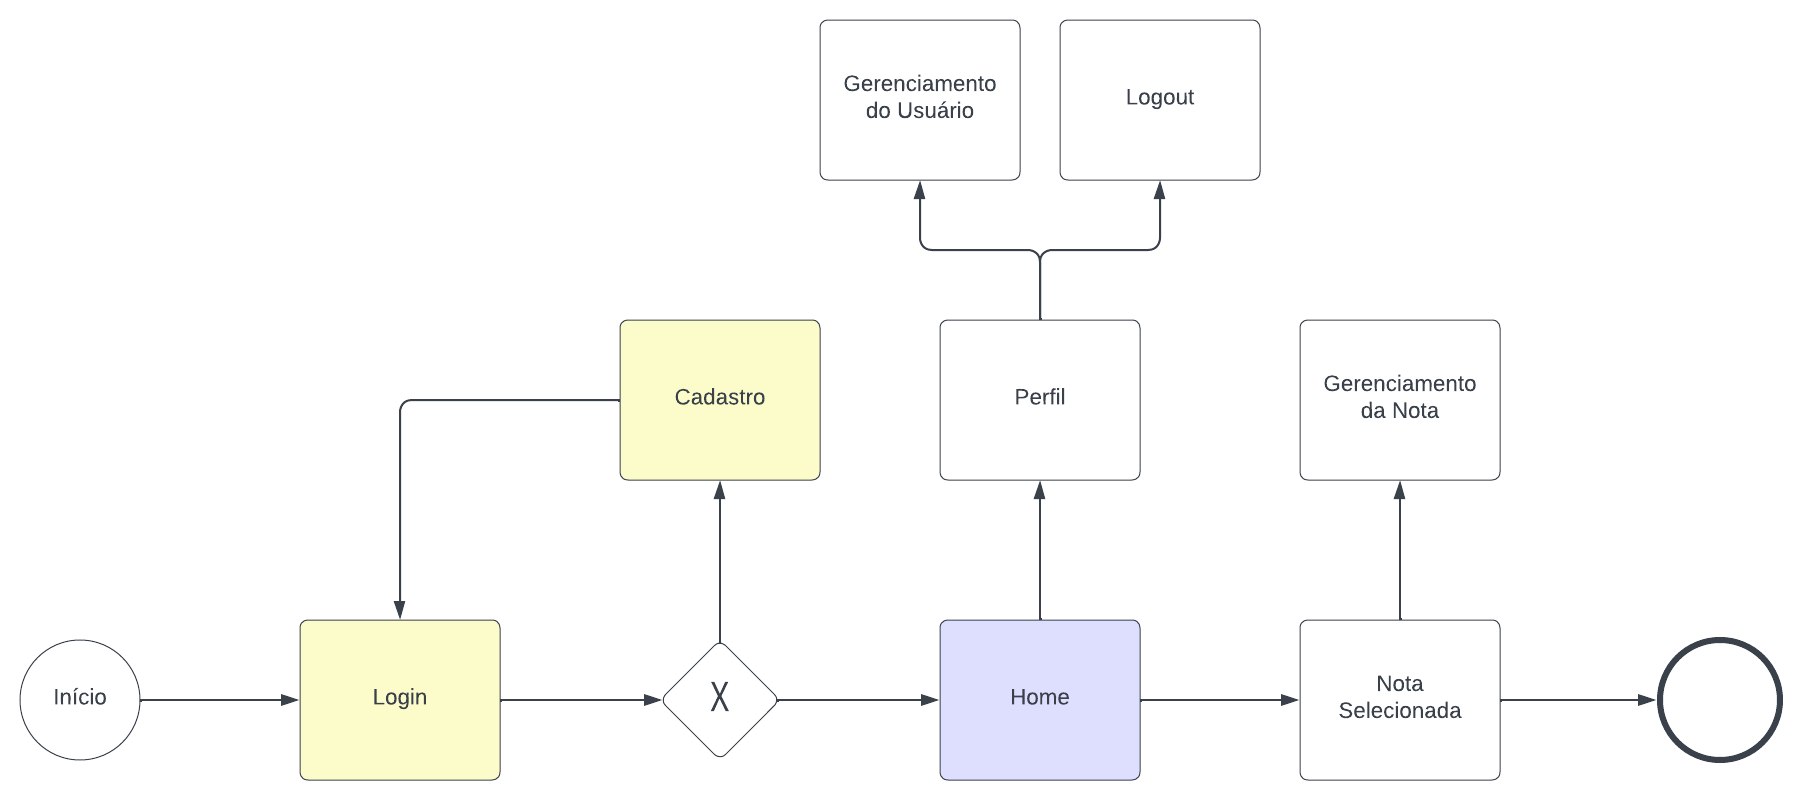 Gerenciamento
do Usuário
Logout
Cadastro
Perfil
Gerenciamento
da Nota
Início
Login
X
Home
Nota
Selecionada